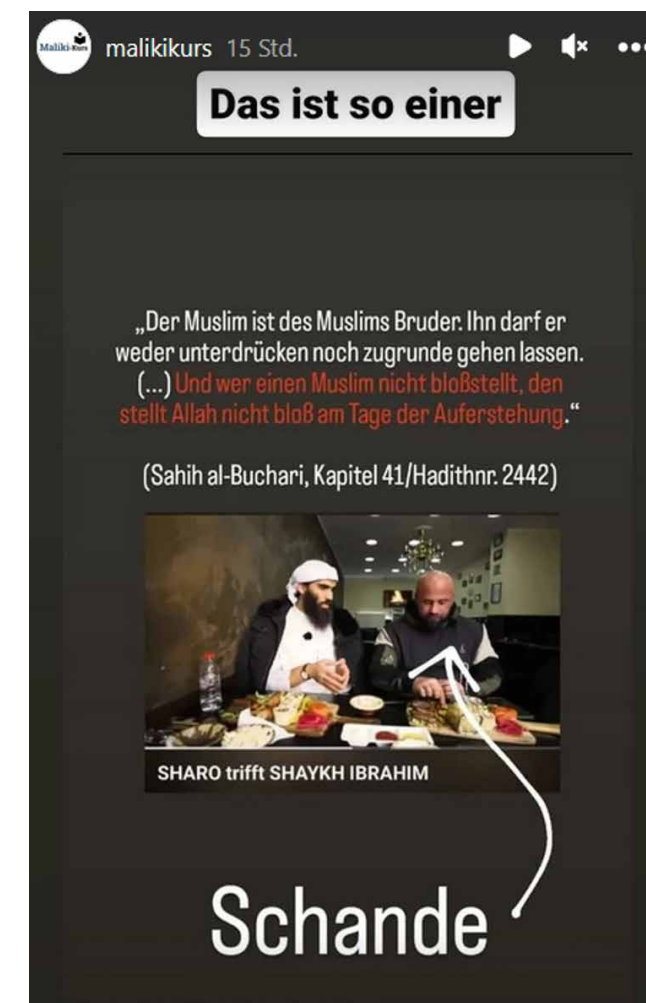 Maliki-Kurs
malikikurs 15 Std.
Das ist so einer
„Der Muslim ist des Muslims Bruder. Ihn darf er
weder unterdrücken noch zugrunde gehen lassen.
(...) Und wer einen Muslim nicht bloßstellt, den
stellt Allah nicht bloß am Tage der Auferstehung.“
(Sahih al-Buchari, Kapitel 41/Hadithnr. 2442)
SHARO trifft SHAYKH IBRAHIM
Schande